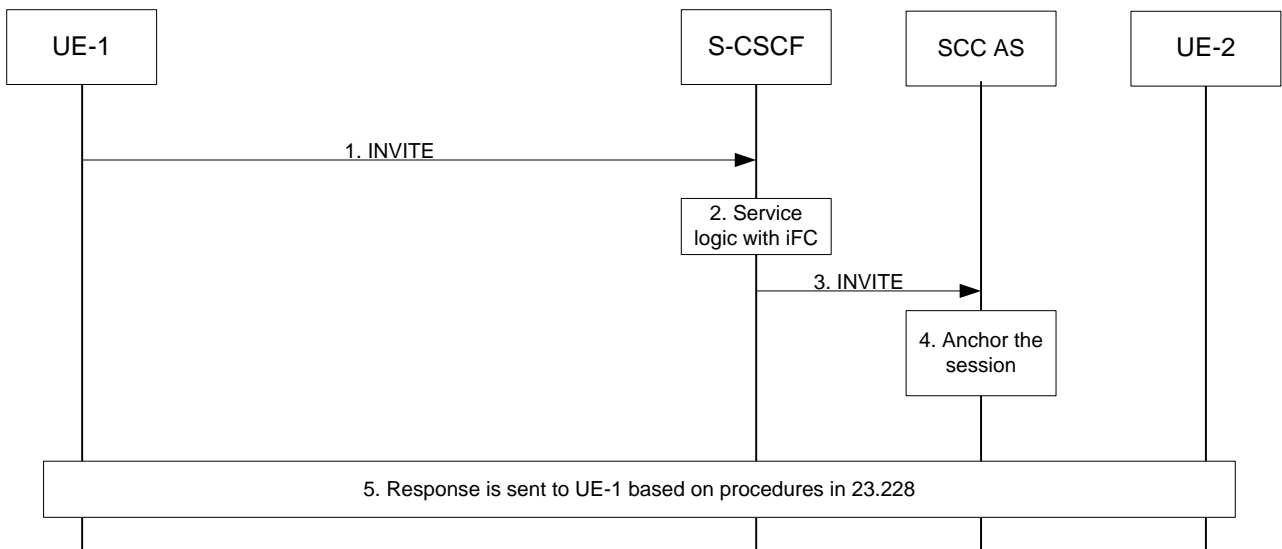 UE-1
S-CSCF
SCC AS
UE-2
1. INVITE
2. Service
logic with iFC
3. INVITE
4. Anchor the
session
5. Response is sent to UE-1 based on procedures in 23.228